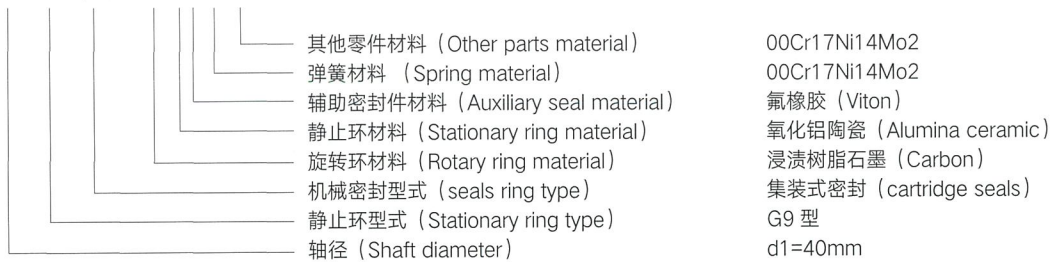 其他零件材料（Other parts material） 00Cr17Ni14Mo2
弹簧材料 （Spring material） 00Cr17Ni14Mo2
辅助密封件材料（Auxiliary seal material） 氟橡胶（Viton）
静止环材料（Stationary ring material） 氧化铝陶瓷（Alumina ceramic）
旋转环材料（Rotary ring material） 浸渍树脂石墨（Carbon）
机械密封型式（seals ring type） 集装式密封（cartridge seals）
静止环型式（Stationary ring type） G9 型
轴径（Shaft diameter） d1=40mm